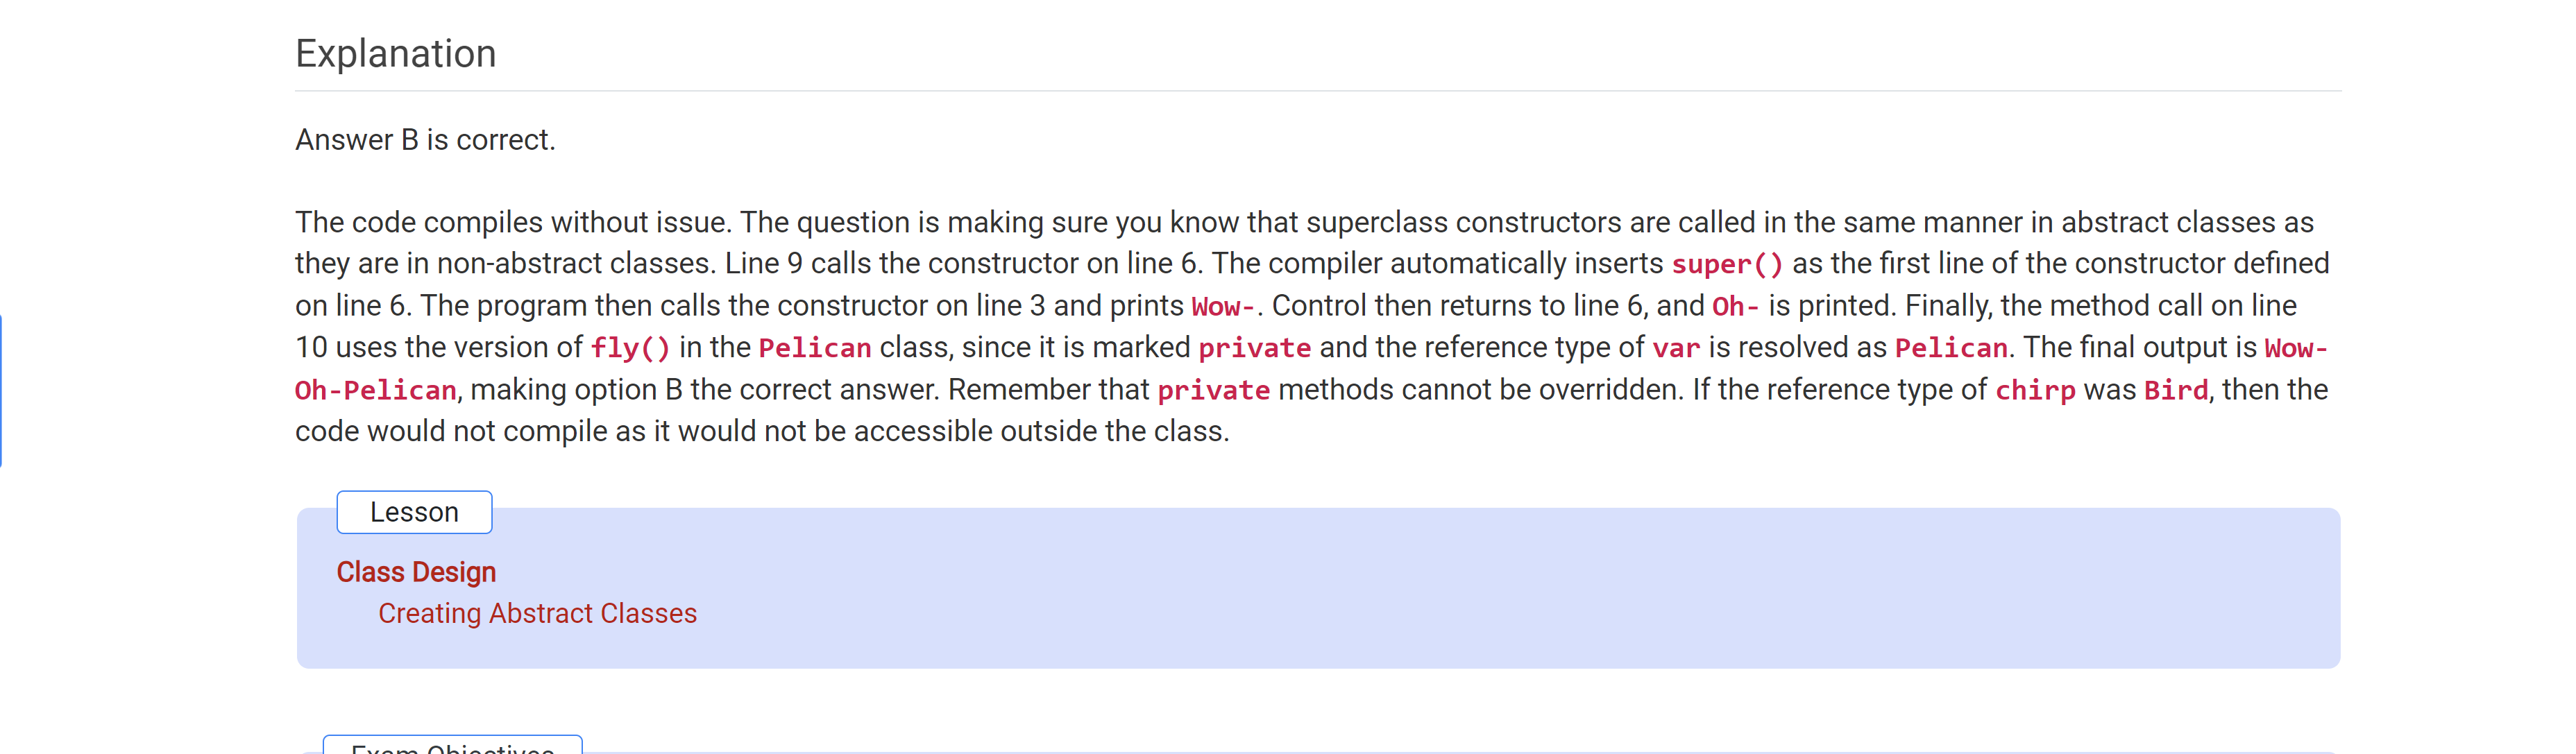 Explanation
Answer B is correct.
The code compiles without issue. The question is making sure you know that superclass constructors are called in the same manner in abstract classes as
they are in non-abstract classes. Line 9 calls the constructor on line 6. The compiler automatically inserts super() as the first line of the constructor defined
on line 6. The program then calls the constructor on line 3 and prints Wow-. Control then returns to line 6, and Oh- is printed. Finally, the method call on line
10 uses the version of fly() in the Pelican class, since it is marked private and the reference type of var is resolved as Pelican. The final output is Wow-
Oh-Pelican, making option B the correct answer. Remember that private methods cannot be overridden. If the reference type of chirp was Bird, then the
code would not compile as it would not be accessible outside the class.
Lesson
Class Design
Creating Abstract Classes
Exam Objectives